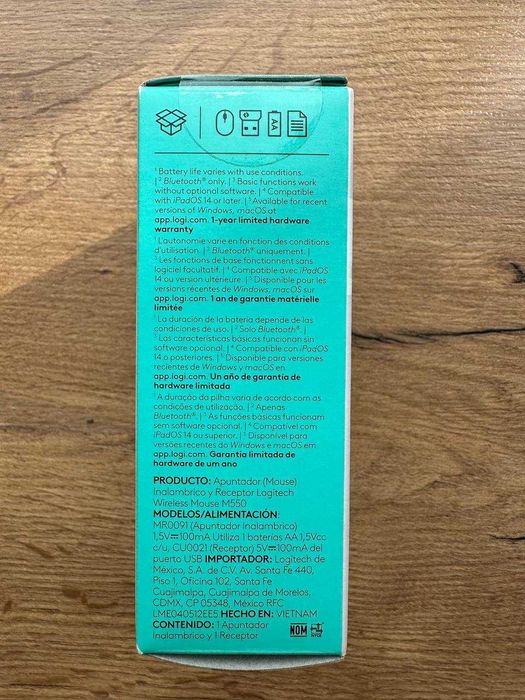 AA
¹ Battery life varies with use conditions.
| ² Bluetooth® only. | ³ Basic functions work
without optional software. | ⁴ Compatible
with iPadOS 14 or later. | ⁵ Available for recent
versions of Windows, macOS at
app.logi.com. 1-year limited hardware
warranty
¹ L'autonomie varie en fonction des conditions
d'utilisation. | ² Bluetooth® uniquement. |
³ Les fonctions de base fonctionnent sans
logiciel facultatif. | ⁴ Compatible avec iPadOS
14 ou version ultérieure. | ⁵ Disponible pour les
versions récentes de Windows, macOS sur
app.logi.com. 1 an de garantie matérielle
limitée
¹ La duración de la batería depende de las
condiciones de uso. | ² Solo Bluetooth®. |
³ Las características básicas funcionan sin
software opcional. | ⁴ Compatible con iPadOS
14 o posteriores. | ⁵ Disponible para versiones
recientes de Windows y macOS en
app.logi.com. Un año de garantía de
hardware limitada
¹ A duração da pilha varia de acordo com as
condições de utilização. | ² Apenas
Bluetooth®. | ³ As funções básicas funcionam
sem software opcional. | ⁴ Compatível com
iPadOS 14 ou superior. | ⁵ Disponível para
versões recentes do Windows e macOS em
app.logi.com. Garantia limitada de
hardware de um ano
PRODUCTO: Apuntador (Mouse)
Inalambrico y Receptor Logitech
Wireless Mouse M550
MODELOS/ALIMENTACIÓN:
MR0091 (Apuntador Inalambrico)
1,5V⎓100mA Utiliza 1 baterías AA 1,5Vcc
c/u, CU0021 (Receptor) 5V⎓100mA del
puerto USB IMPORTADOR: Logitech de
México, S.A. de C.V. Av. Santa Fe 440,
Piso 1, Oficina 102, Santa Fe
Cuajimalpa, Cuajimalpa de Morelos,
CDMX, CP 05348, México RFC
LME040512EE5 HECHO EN: VIETNAM
CONTENIDO: 1 Apuntador
Inalambrico y 1 Receptor
NOM
NYCE